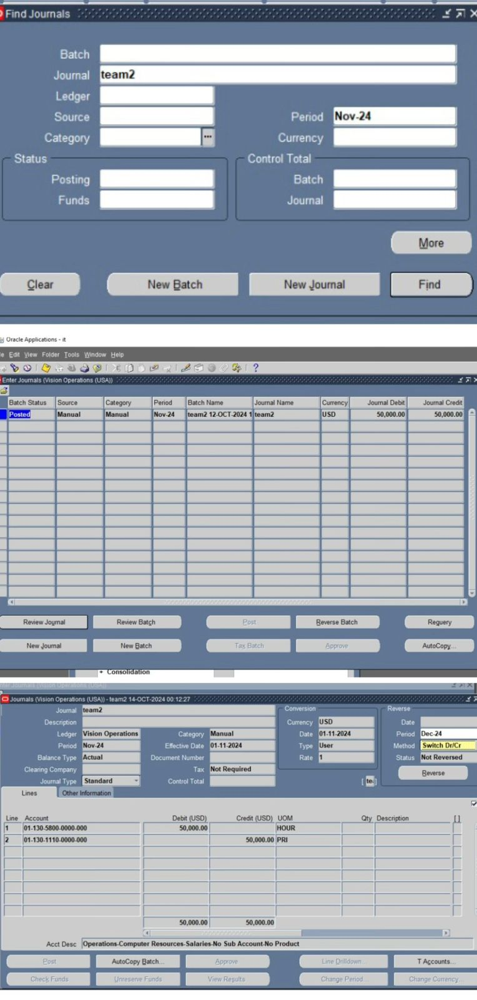 Find Journals
Batch
Journal team2
Ledger
Source Period Nov-24
Category ... Currency
Status Control Total
Posting Batch
Funds Journal
More
Clear New Batch New Journal Find
Oracle Applications - it
Edit View Folder Tools Window Help
Enter Journals (Vision Operations (USA))
Batch Status Source Category Period Batch Name Journal Name Currency Journal Debit Journal Credit
Posted Manual Manual Nov-24 team2 12-OCT-2024 1 team2 USD 50,000.00 50,000.00
Review Journal Review Batch Post Reverse Batch Requery
New Journal New Batch Tax Batch Approve AutoCopy...
+ Consolidation
Enter Journals (Vision Operations (USA))
Journals (Vision Operations (USA)) - team2 14-OCT-2024 00:12:27
Journal team2 Conversion Reverse
Description Currency USD Date
Ledger Vision Operations Category Manual Date 01-11-2024 Period Dec-24
Period Nov-24 Effective Date 01-11-2024 Type User Method Switch Dr/Cr
Balance Type Actual Document Number Rate 1 Status Not Reversed
Clearing Company Tax Not Required Reverse
Journal Type Standard Control Total [ te ]
Lines Other Information
Line Account Debit (USD) Credit (USD) UOM Qty Description [ ]
1 01-130-5800-0000-000 50,000.00 HOUR
2 01-130-1110-0000-000 50,000.00 PRI
50,000.00 50,000.00
Acct Desc Operations-Computer Resources-Salaries-No Sub Account-No Product
Post AutoCopy Batch... Approve Line Drilldown... T Accounts...
Check Funds Unreserve Funds View Results Change Period... Change Currency...